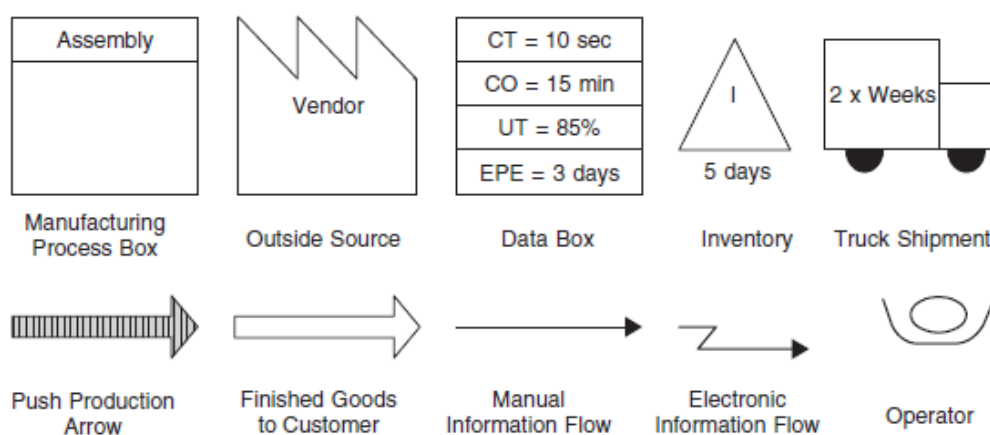 Assembly
Vendor
CT = 10 sec
CO = 15 min
UT = 85%
EPE = 3 days
I
5 days
2 x Weeks
Manufacturing
Process Box
Outside Source
Data Box
Inventory
Truck Shipment
Push Production
Arrow
Finished Goods
to Customer
Manual
Information Flow
Electronic
Information Flow
Operator